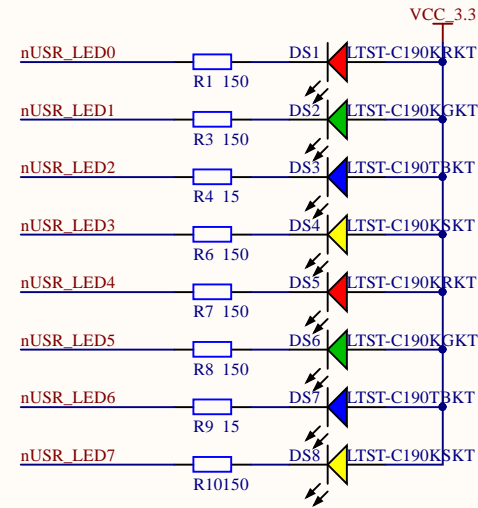 VCC_3.3
nUSR_LED0 DS1 LTST-C190KRKT
R1 150
nUSR_LED1 DS2 LTST-C190KGKT
R3 150
nUSR_LED2 DS3 LTST-C190TBKT
R4 15
nUSR_LED3 DS4 LTST-C190KSKT
R6 150
nUSR_LED4 DS5 LTST-C190KRKT
R7 150
nUSR_LED5 DS6 LTST-C190KGKT
R8 150
nUSR_LED6 DS7 LTST-C190TBKT
R9 15
nUSR_LED7 DS8 LTST-C190KSKT
R10150